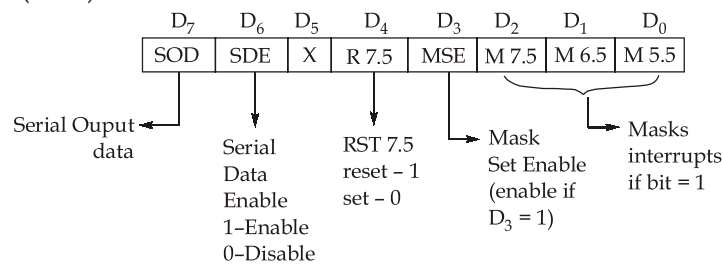 D7 D6 D5 D4 D3 D2 D1 D0
SOD SDE X R 7.5 MSE M 7.5 M 6.5 M 5.5
Serial Ouput
data
Serial
Data
Enable
1–Enable
0–Disable
RST 7.5
reset – 1
set – 0
Mask
Set Enable
(enable if
D3 = 1)
Masks
interrupts
if bit = 1